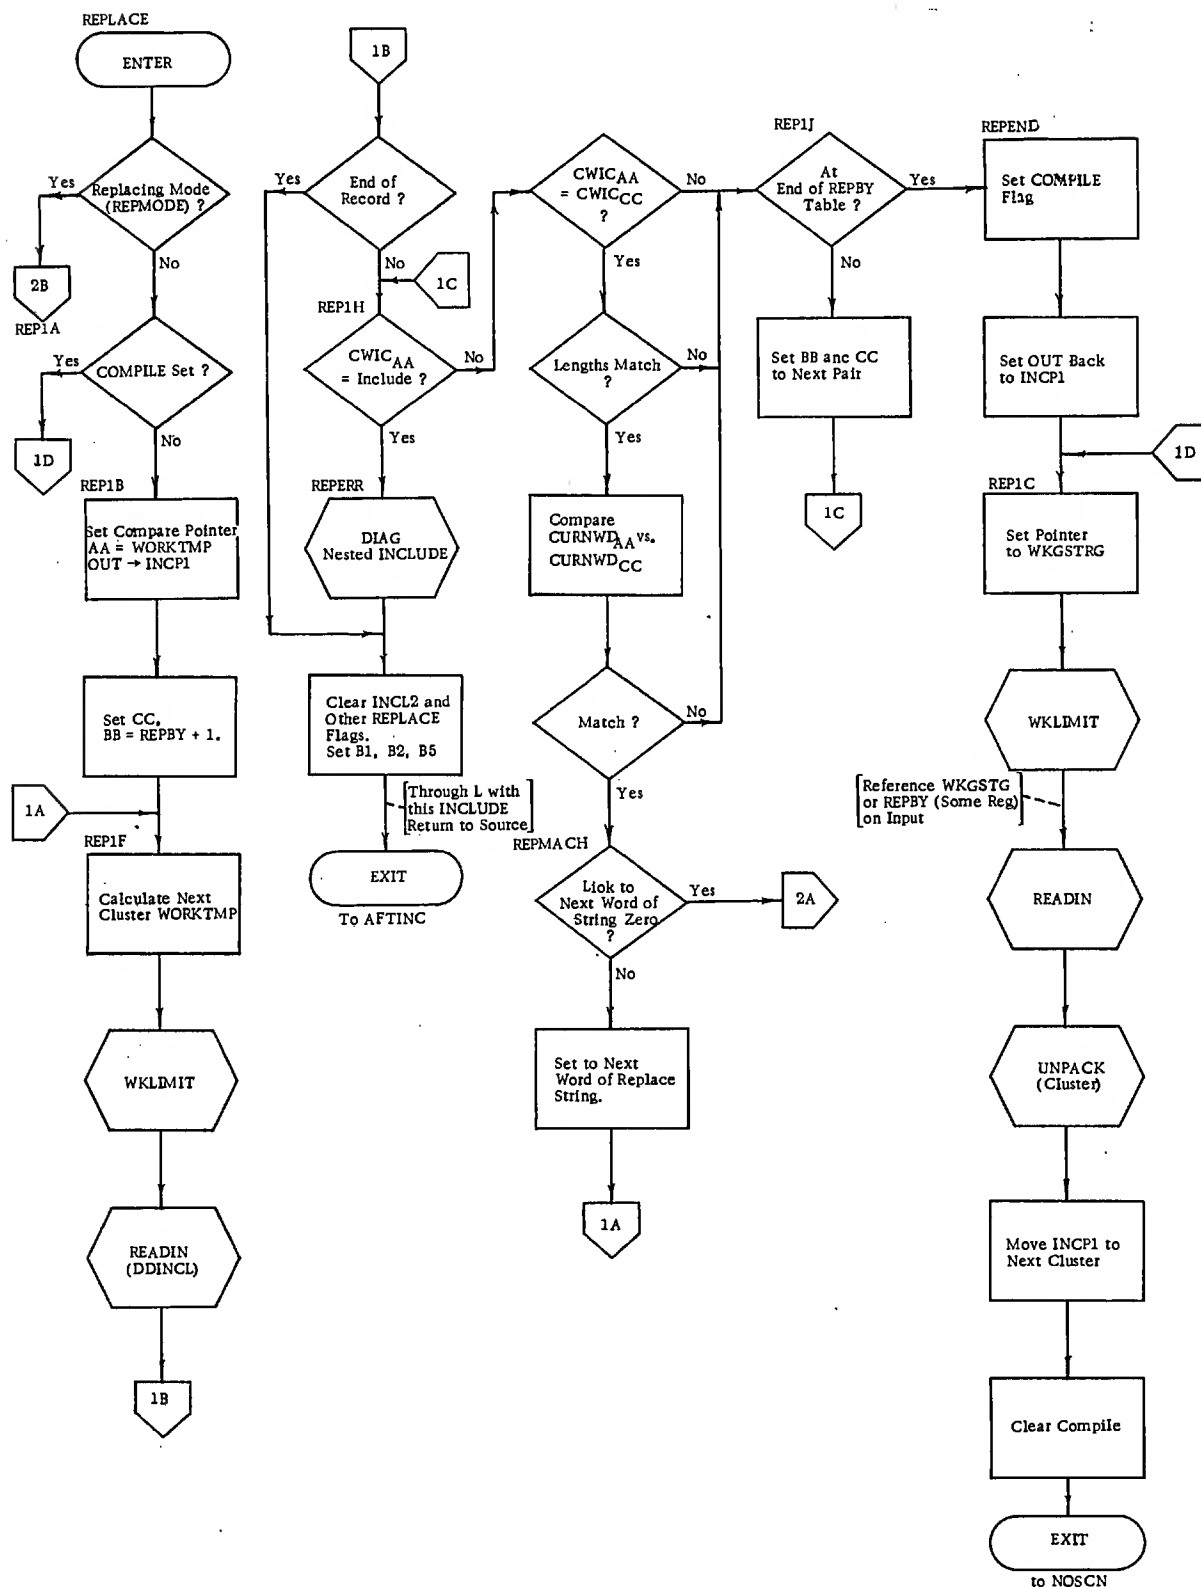 REPLACE
ENTER
Replacing Mode
(REPMODE) ?
Yes
No
2B
REP1A
COMPILE Set ?
Yes
No
1D
REP1B
Set Compare Pointer
AA = WORKTMP
OUT → INCP1
Set CC,
BB = REPBY + 1.
1A
REP1F
Calculate Next
Cluster WORKTMP
WKLIMIT
READIN
(DDINCL)
1B
1B
End of
Record ?
Yes
No
1C
REP1H
CWICAA
= Include ?
No
Yes
REPERR
DIAG
Nested INCLUDE
Clear INCL2 and
Other REPLACE
Flags.
Set B1, B2, B5
[Through L with
this INCLUDE
Return to Source]
EXIT
To AFTINC
CWICAA
= CWICCC
?
No
Yes
Lengths Match
?
No
Yes
Compare
CURNWDAA vs.
CURNWDCC
Match ?
No
Yes
REPMACH
Liok to
Next Word of
String Zero
?
Yes
2A
No
Set to Next
Word of Replace
String.
1A
REP1J
At
End of REPBY
Table ?
Yes
No
Set BB anc CC
to Next Pair
1C
REPEND
Set COMPILE
Flag
Set OUT Back
to INCP1
1D
REP1C
Set Pointer
to WKGSTRG
WKLIMIT
[Reference WKGSTG
or REPBY (Some Reg)
on Input]
READIN
UNPACK
(Cluster)
Move INCP1 to
Next Cluster
Clear Compile
EXIT
to NOSCN